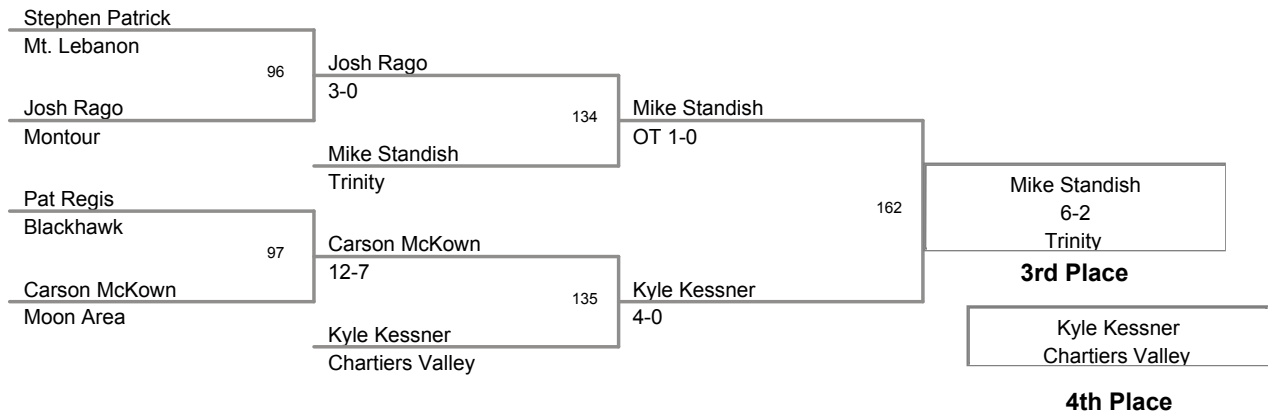 Stephen Patrick
Mt. Lebanon
96
Josh Rago
3-0
Josh Rago
Montour
134
Mike Standish
OT 1-0
Mike Standish
Trinity
Pat Regis
Blackhawk
162
Mike Standish
6-2
Trinity
3rd Place
97
Carson McKown
12-7
Carson McKown
Moon Area
135
Kyle Kessner
4-0
Kyle Kessner
Chartiers Valley
Kyle Kessner
Chartiers Valley
4th Place